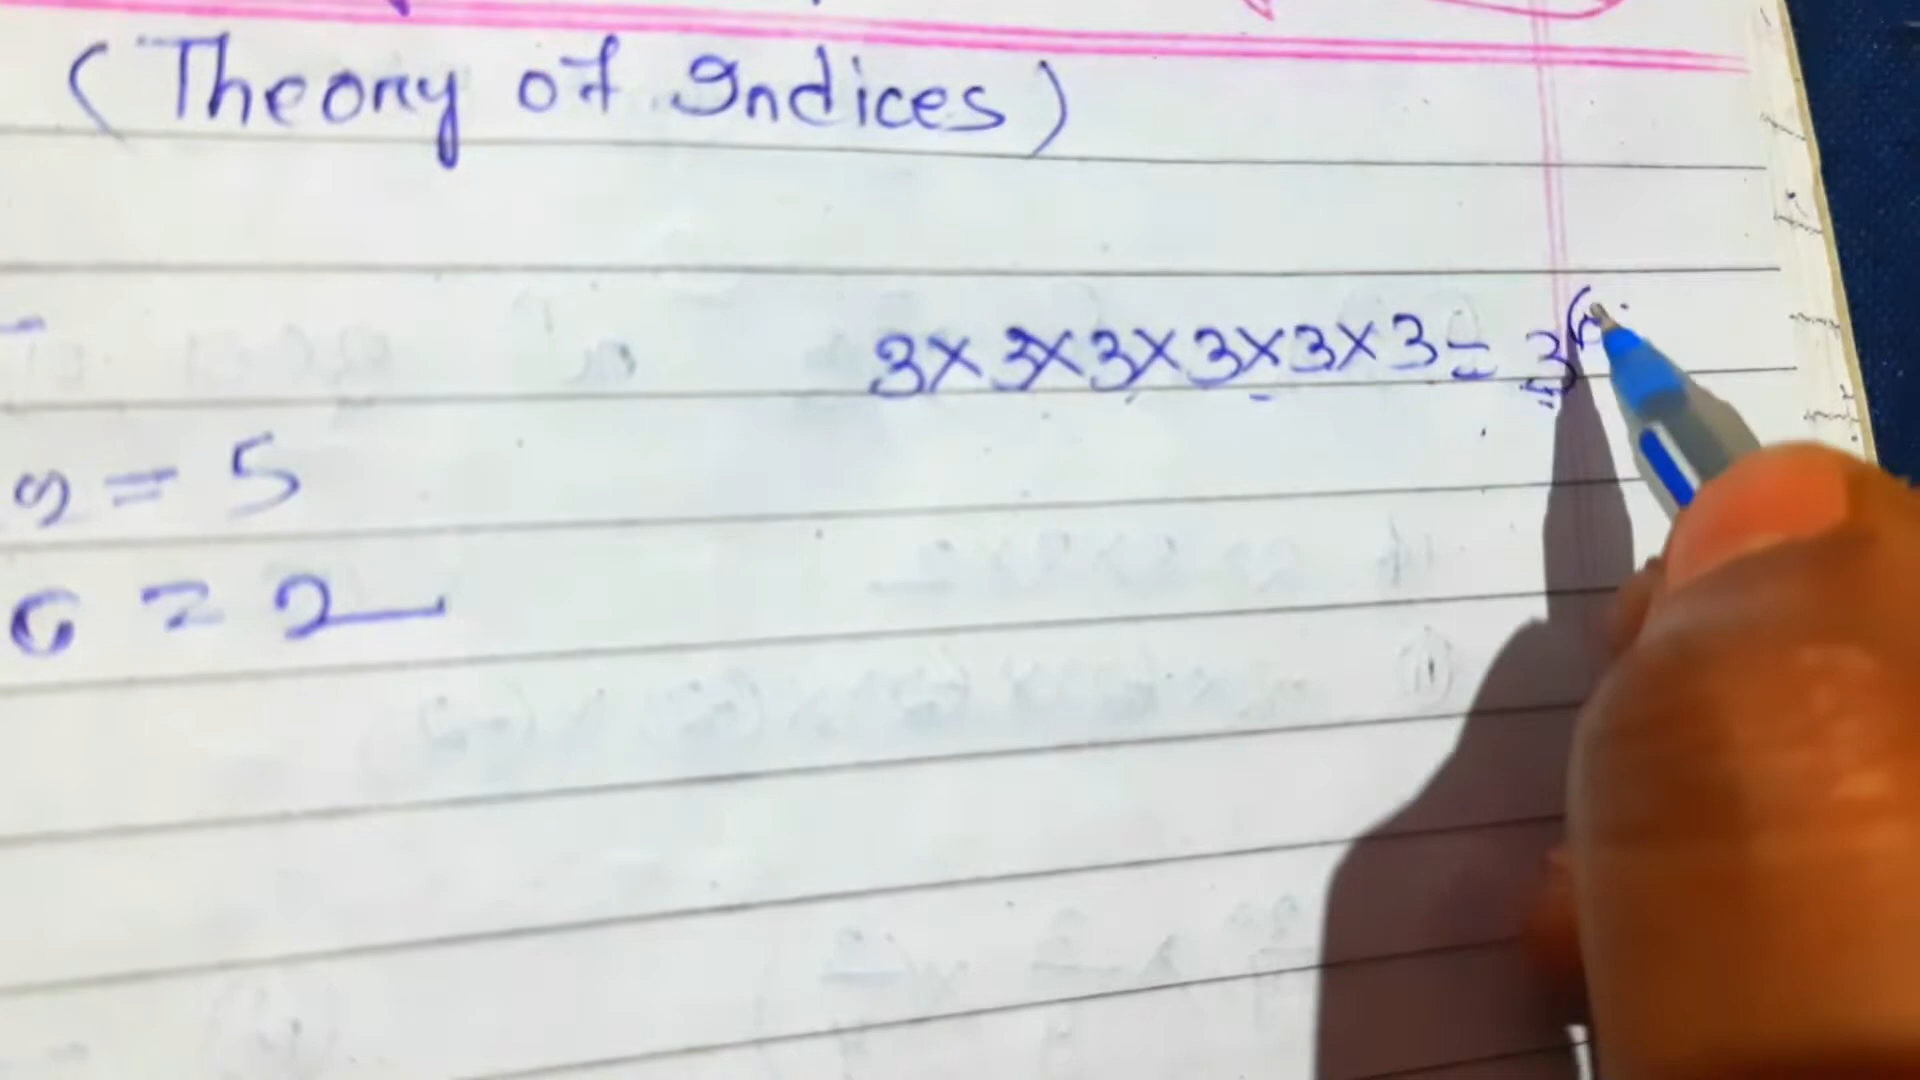 (Theory of Indices)
3×3×3×3×3×3 = 3
= 5
= 2